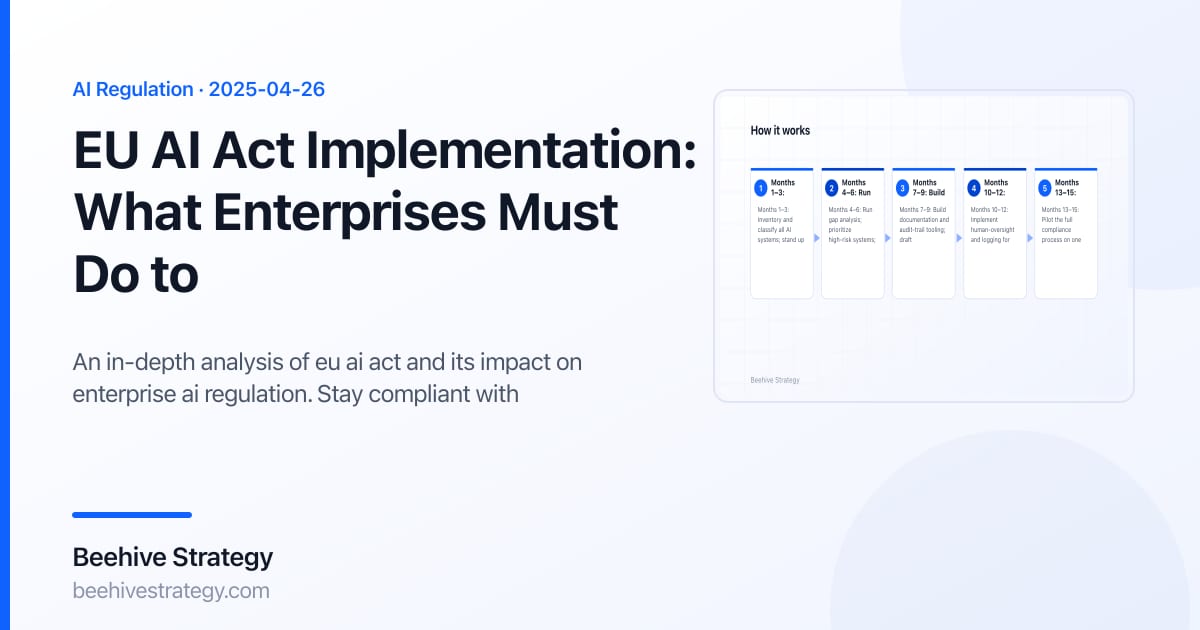 AI Regulation · 2025-04-26
EU AI Act Implementation:
What Enterprises Must
Do to
An in-depth analysis of eu ai act and its impact on
enterprise ai regulation. Stay compliant with
Beehive Strategy
beehivestrategy.com
How it works
1 Months
1–3:
Months 1–3:
Inventory and
classify all AI
systems; stand up
2 Months
4–6: Run
Months 4–6: Run
gap analysis,
prioritize
high-risk systems;
3 Months
7–9: Build
Months 7–9: Build
documentation and
audit-trail tooling;
draft
4 Months
10–12:
Months 10–12:
Implement
human-oversight
and logging for
5 Months
13–15:
Months 13–15:
Pilot the full
compliance
process on one
Beehive Strategy